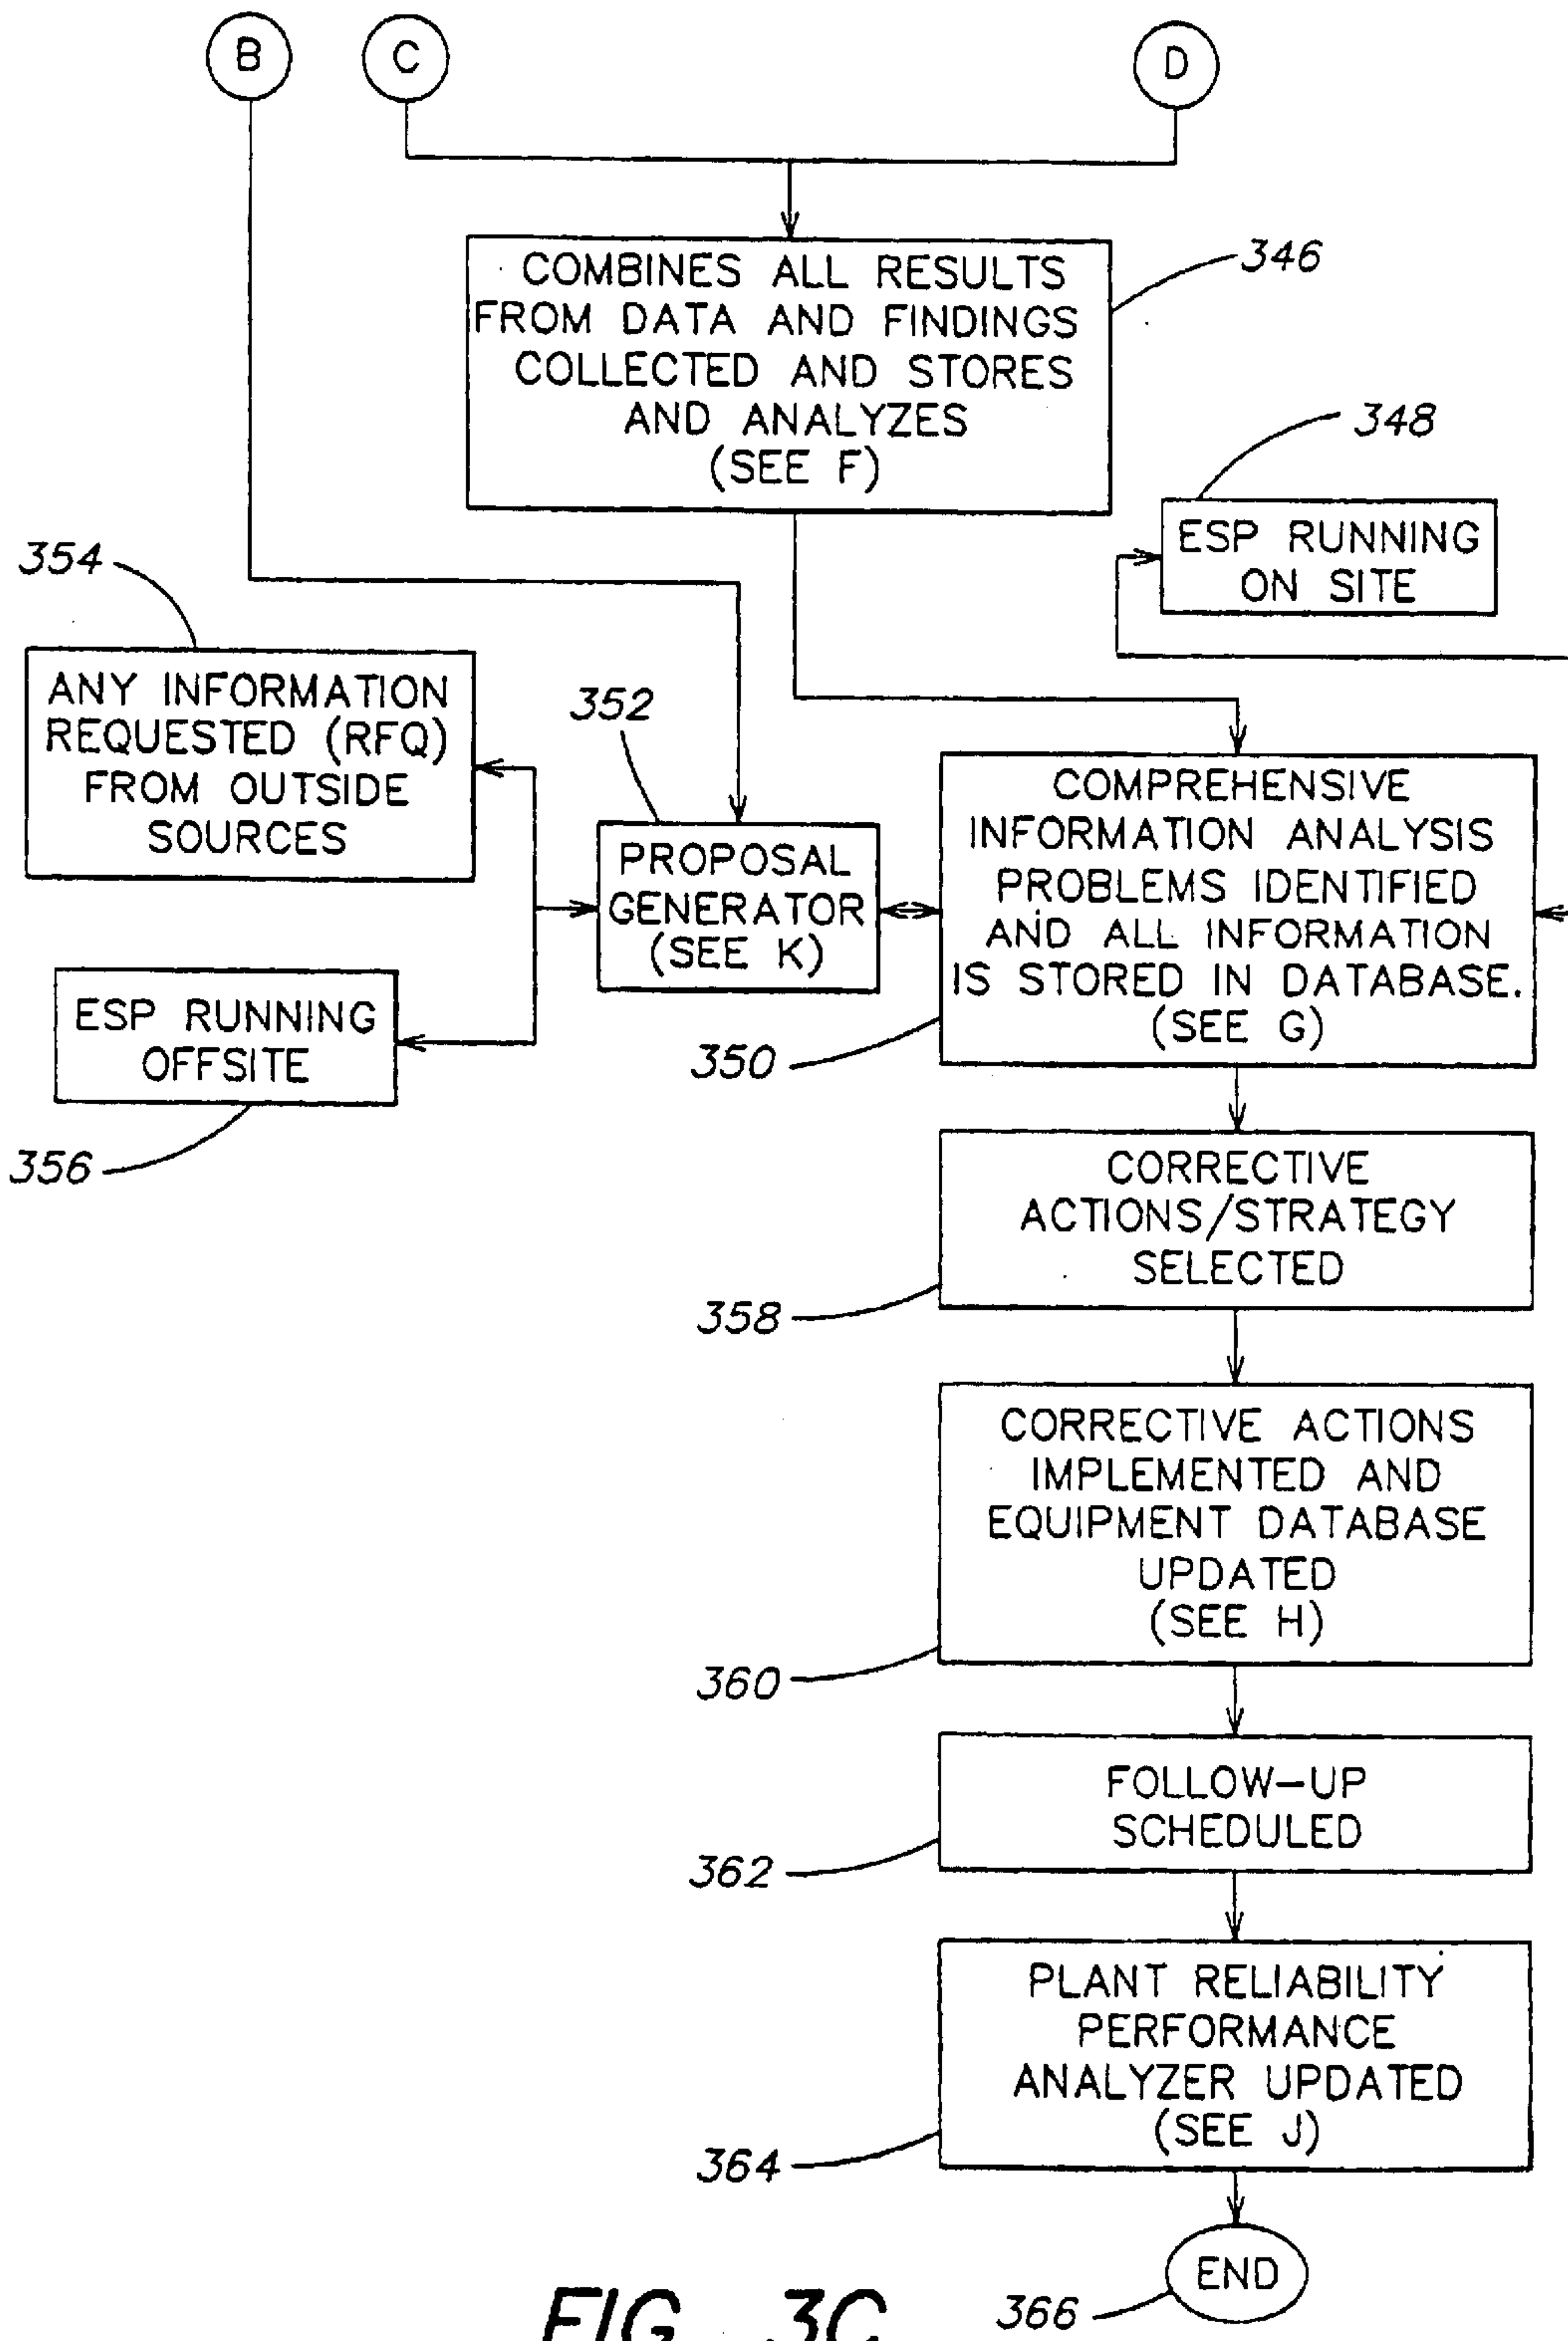 B
C
D
COMBINES ALL RESULTS
FROM DATA AND FINDINGS
COLLECTED AND STORES
AND ANALYZES
(SEE F)
346
348
ESP RUNNING
ON SITE
354
ANY INFORMATION
REQUESTED (RFQ)
FROM OUTSIDE
SOURCES
352
PROPOSAL
GENERATOR
(SEE K)
COMPREHENSIVE
INFORMATION ANALYSIS
PROBLEMS IDENTIFIED
AND ALL INFORMATION
IS STORED IN DATABASE.
(SEE G)
350
ESP RUNNING
OFFSITE
356
CORRECTIVE
ACTIONS/STRATEGY
SELECTED
358
CORRECTIVE ACTIONS
IMPLEMENTED AND
EQUIPMENT DATABASE
UPDATED
(SEE H)
360
FOLLOW-UP
SCHEDULED
362
PLANT RELIABILITY
PERFORMANCE
ANALYZER UPDATED
(SEE J)
364
END
366
FIG. 3C